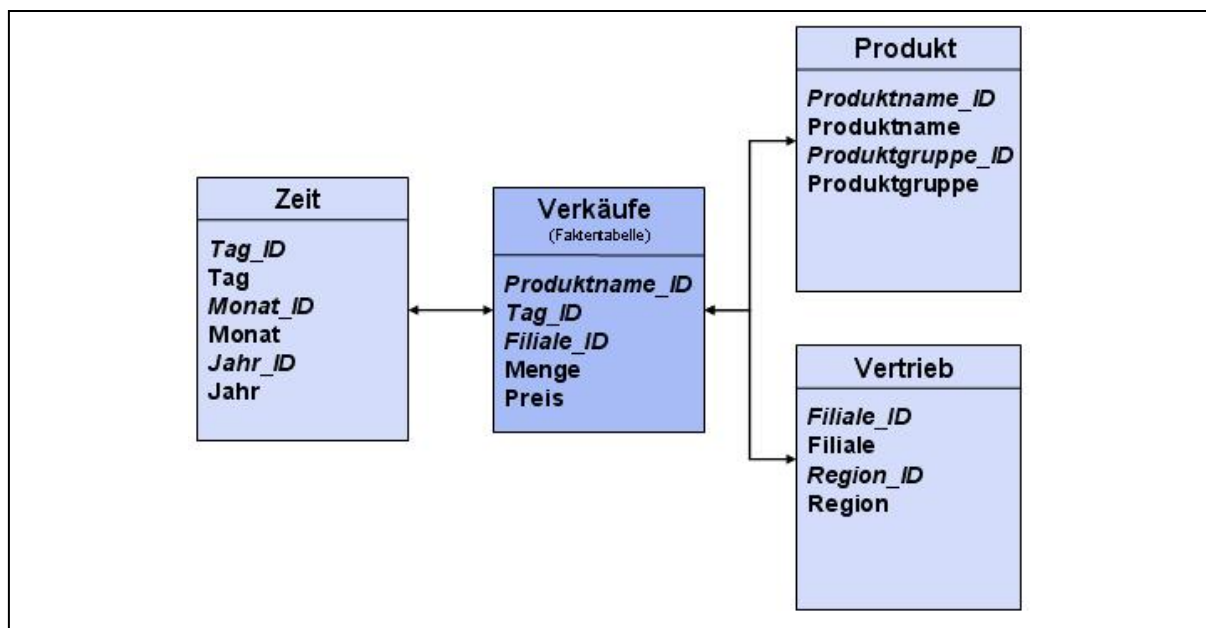 Zeit
Tag_ID
Tag
Monat_ID
Monat
Jahr_ID
Jahr
Verkäufe
(Faktentabelle)
Produktname_ID
Tag_ID
Filiale_ID
Menge
Preis
Produkt
Produktname_ID
Produktname
Produktgruppe_ID
Produktgruppe
Vertrieb
Filiale_ID
Filiale
Region_ID
Region